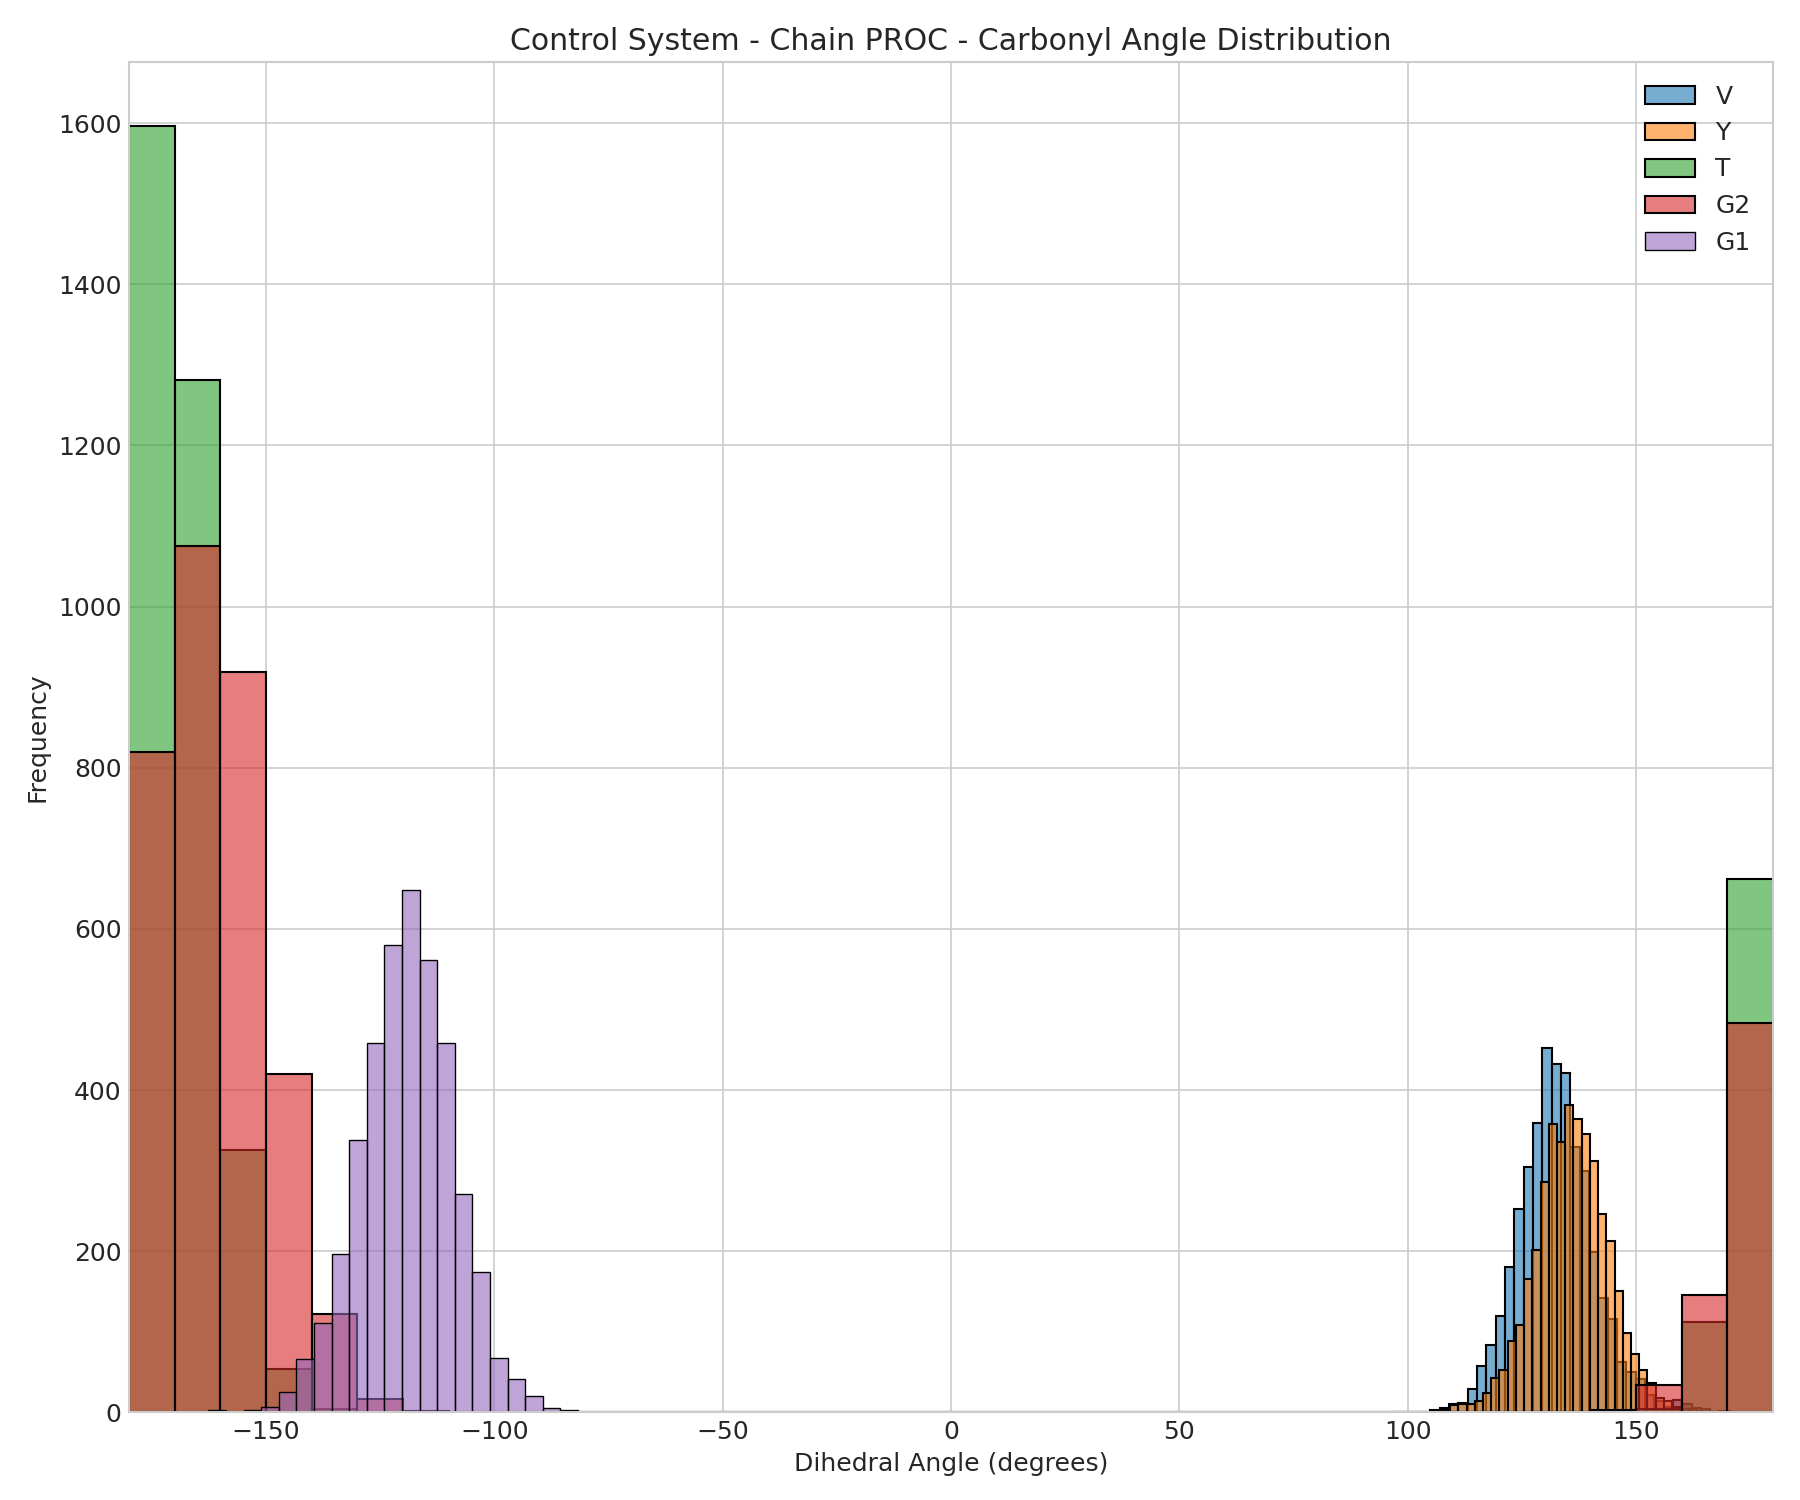 Control System - Chain PROC - Carbonyl Angle Distribution
V
Y
T
G2
G1
1600
1400
1200
1000
800
600
400
200
0
Frequency
−150
−100
−50
0
50
100
150
Dihedral Angle (degrees)